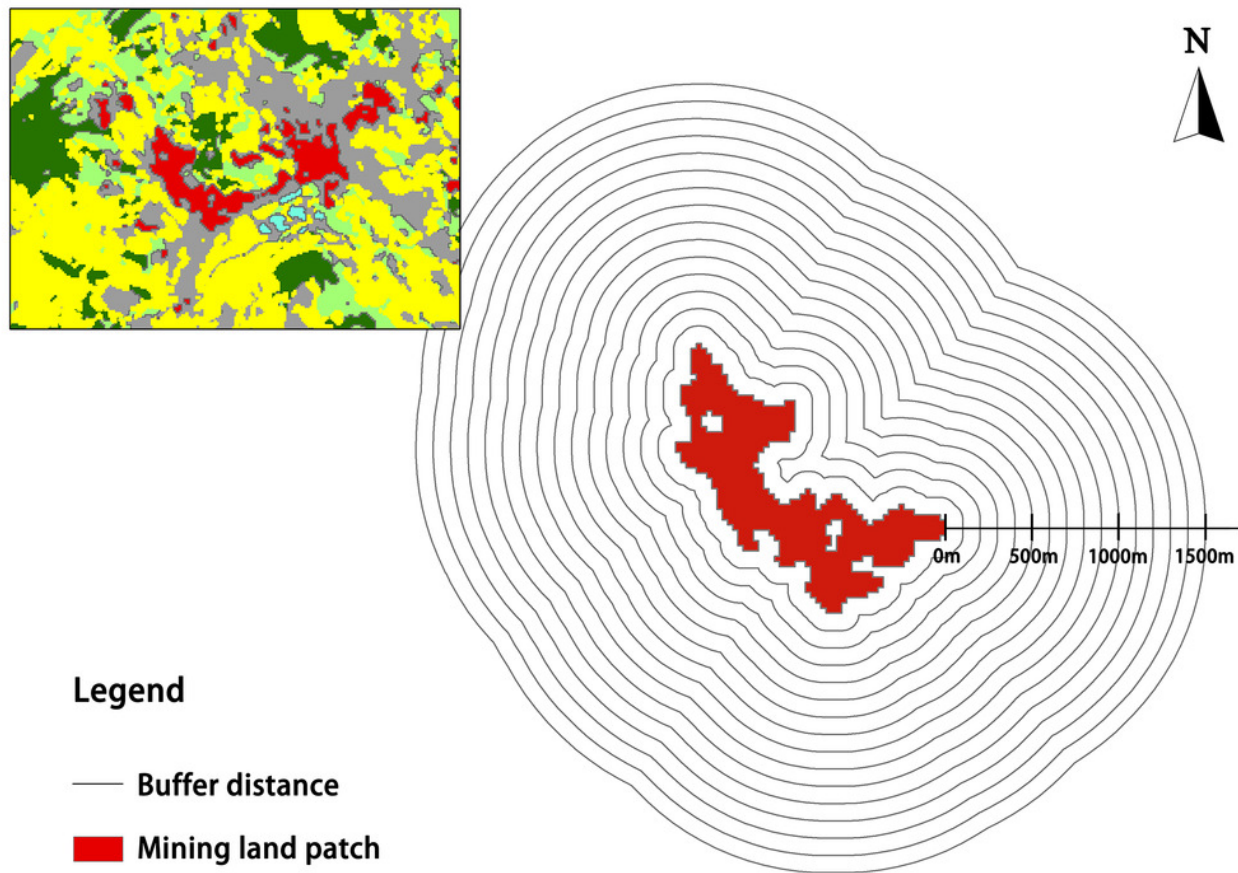 N
0m 500m 1000m 1500m
Legend
Buffer distance
Mining land patch